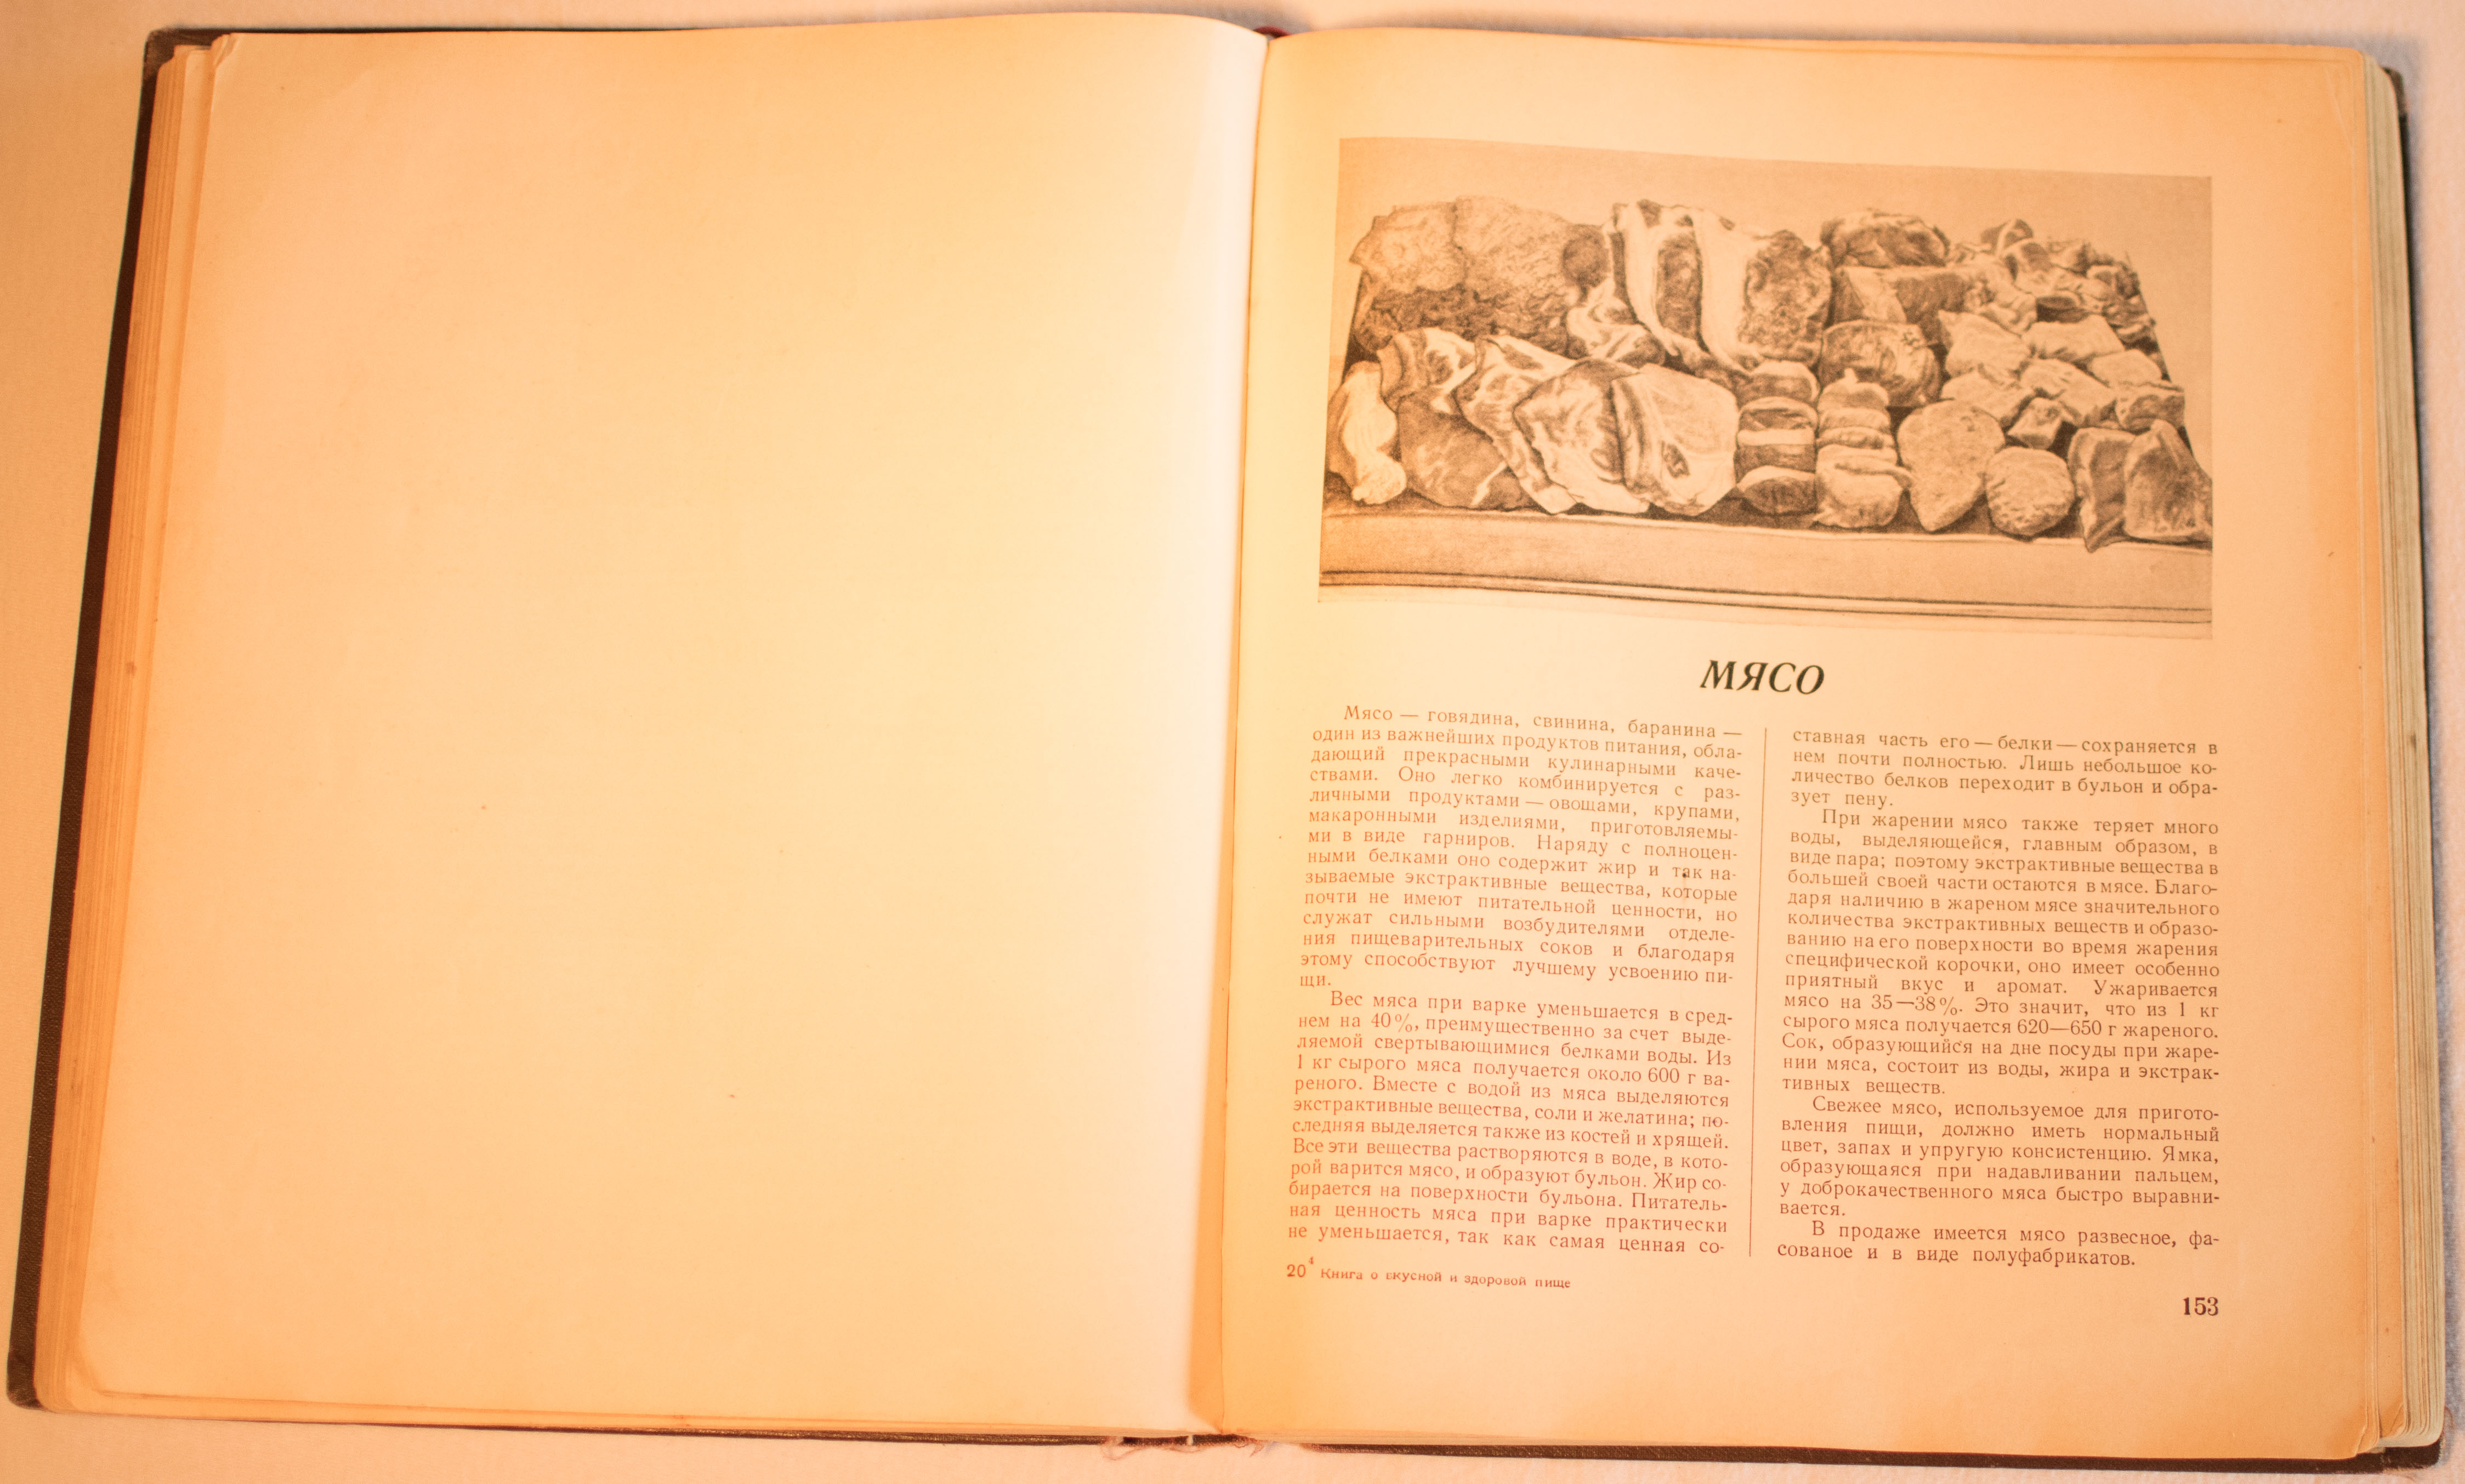 МЯСО
Мясо — говядина, свинина, баранина —
один из важнейших продуктов питания, обла-
дающий прекрасными кулинарными каче-
ствами. Оно легко комбинируется с раз-
личными продуктами — овощами, крупами,
макаронными изделиями, приготовляемы-
ми в виде гарниров. Наряду с полноцен-
ными белками оно содержит жир и так на-
зываемые экстрактивные вещества, которые
почти не имеют питательной ценности, но
служат сильными возбудителями отделе-
ния пищеварительных соков и благодаря
этому способствуют лучшему усвоению пи-
щи.
Вес мяса при варке уменьшается в сред-
нем на 40%, преимущественно за счет выде-
ляемой свертывающимися белками воды. Из
1 кг сырого мяса получается около 600 г ва-
реного. Вместе с водой из мяса выделяются
экстрактивные вещества, соли и желатина; по-
следняя выделяется также из костей и хрящей.
Все эти вещества растворяются в воде, в кото-
рой варится мясо, и образуют бульон. Жир со-
бирается на поверхности бульона. Питатель-
ная ценность мяса при варке практически
не уменьшается, так как самая ценная со-
ставная часть его — белки — сохраняется в
нем почти полностью. Лишь небольшое ко-
личество белков переходит в бульон и обра-
зует пену.
При жарении мясо также теряет много
воды, выделяющейся, главным образом, в
виде пара; поэтому экстрактивные вещества в
большей своей части остаются в мясе. Благо-
даря наличию в жареном мясе значительного
количества экстрактивных веществ и образо-
ванию на его поверхности во время жарения
специфической корочки, оно имеет особенно
приятный вкус и аромат. Ужаривается
мясо на 35—38%. Это значит, что из 1 кг
сырого мяса получается 620—650 г жареного.
Сок, образующийся на дне посуды при жаре-
нии мяса, состоит из воды, жира и экстрак-
тивных веществ.
Свежее мясо, используемое для пригото-
вления пищи, должно иметь нормальный
цвет, запах и упругую консистенцию. Ямка,
образующаяся при надавливании пальцем,
у доброкачественного мяса быстро выравни-
вается.
В продаже имеется мясо развесное, фа-
сованое и в виде полуфабрикатов.
20⁴ Книга о вкусной и здоровой пище
153